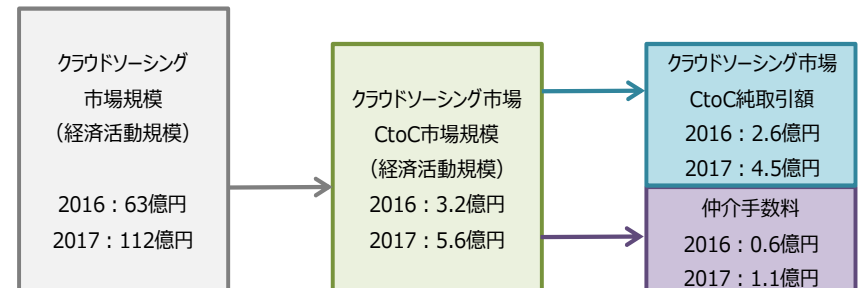 クラウドソーシング
市場規模
（経済活動規模）
2016：63億円
2017：112億円
クラウドソーシング市場
CtoC市場規模
（経済活動規模）
2016：3.2億円
2017：5.6億円
クラウドソーシング市場
CtoC純取引額
2016：2.6億円
2017：4.5億円
仲介手数料
2016：0.6億円
2017：1.1億円